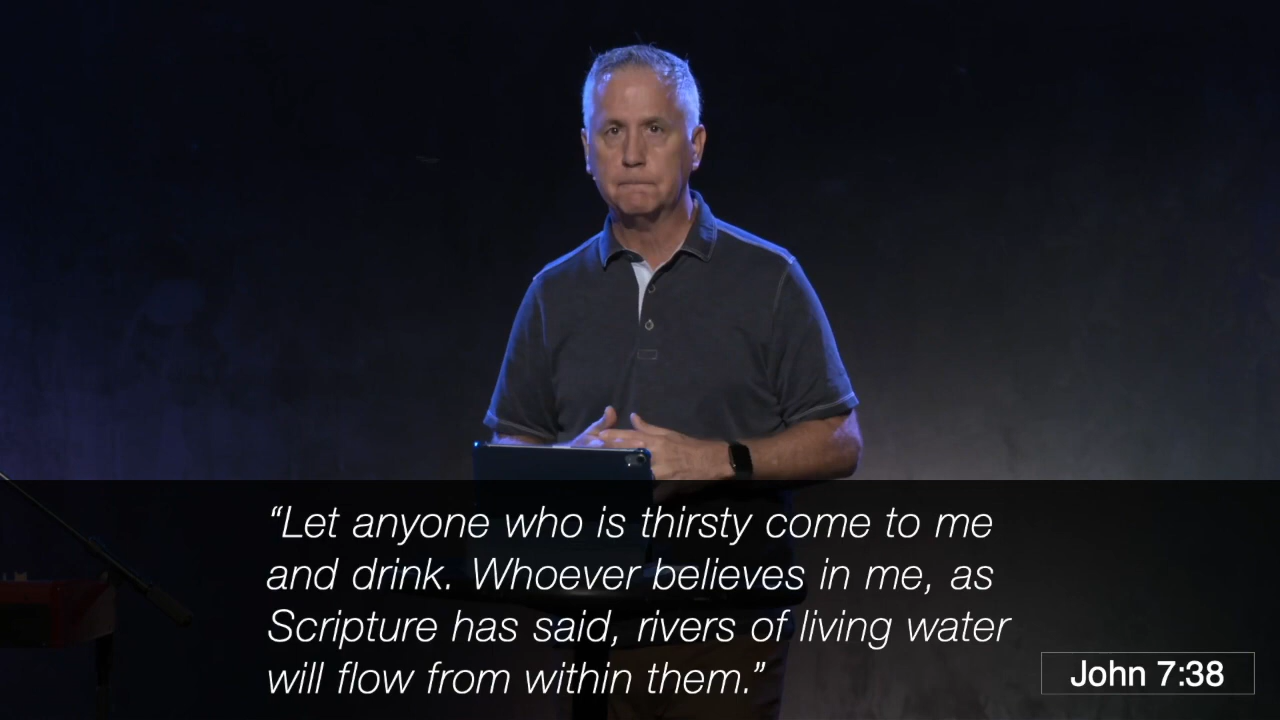 “Let anyone who is thirsty come to me
and drink. Whoever believes in me, as
Scripture has said, rivers of living water
will flow from within them.”
John 7:38